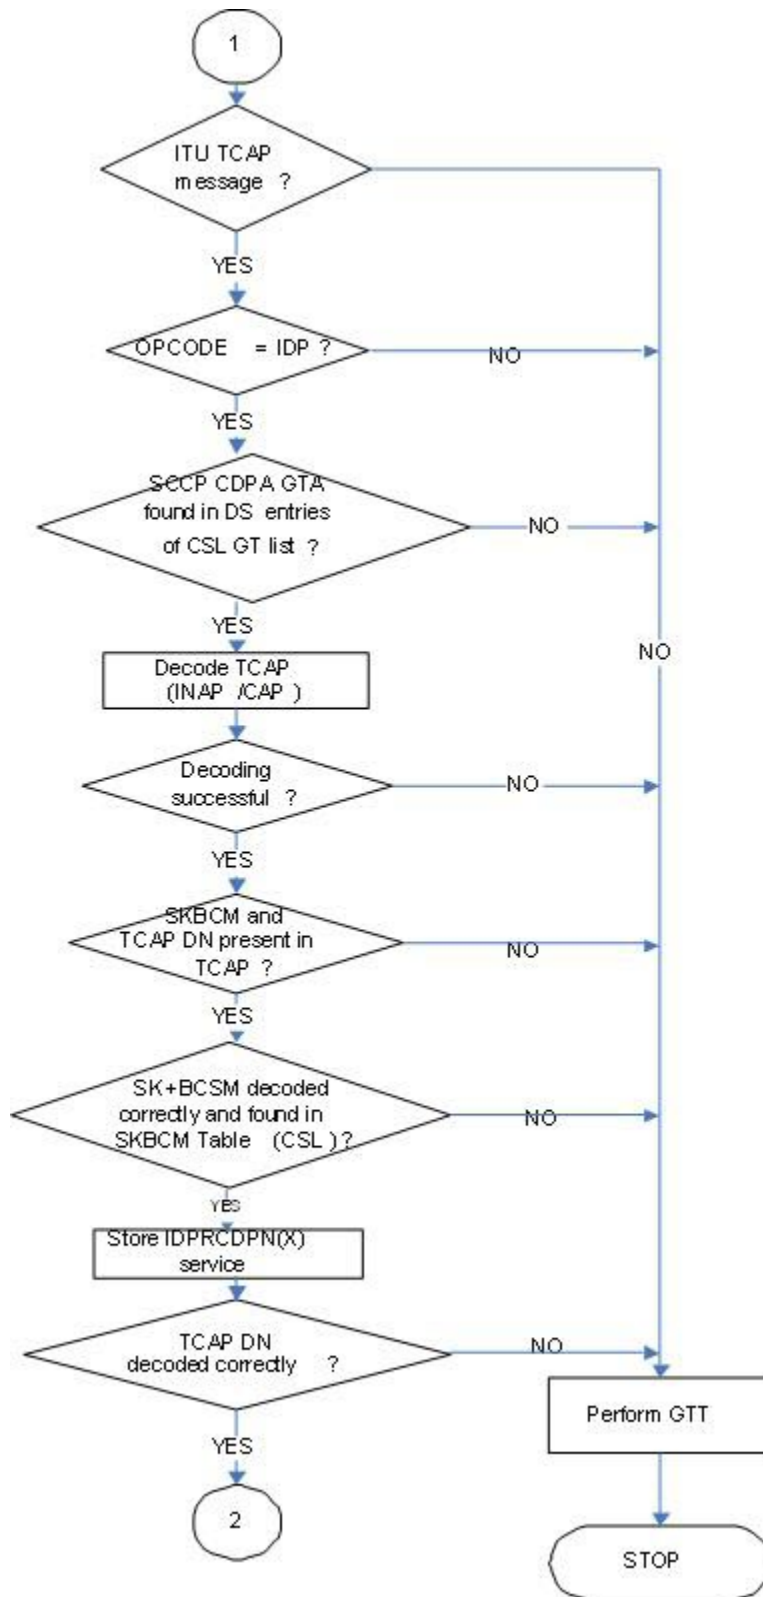 1
ITU TCAP
message ?
YES
OPCODE = IDP ?
NO
YES
SCCP CDPA GTA
found in DS entries
of CSL GT list ?
NO
YES
NO
Decode TCAP
(INAP /CAP )
Decoding
successful ?
NO
YES
SKBCM and
TCAP DN present in
TCAP ?
NO
YES
SK+BCSM decoded
correctly and found in
SKBCM Table (CSL )?
NO
YES
Store IDPRCDPN(X)
service
TCAP DN
decoded correctly ?
NO
Perform GTT
YES
2
STOP